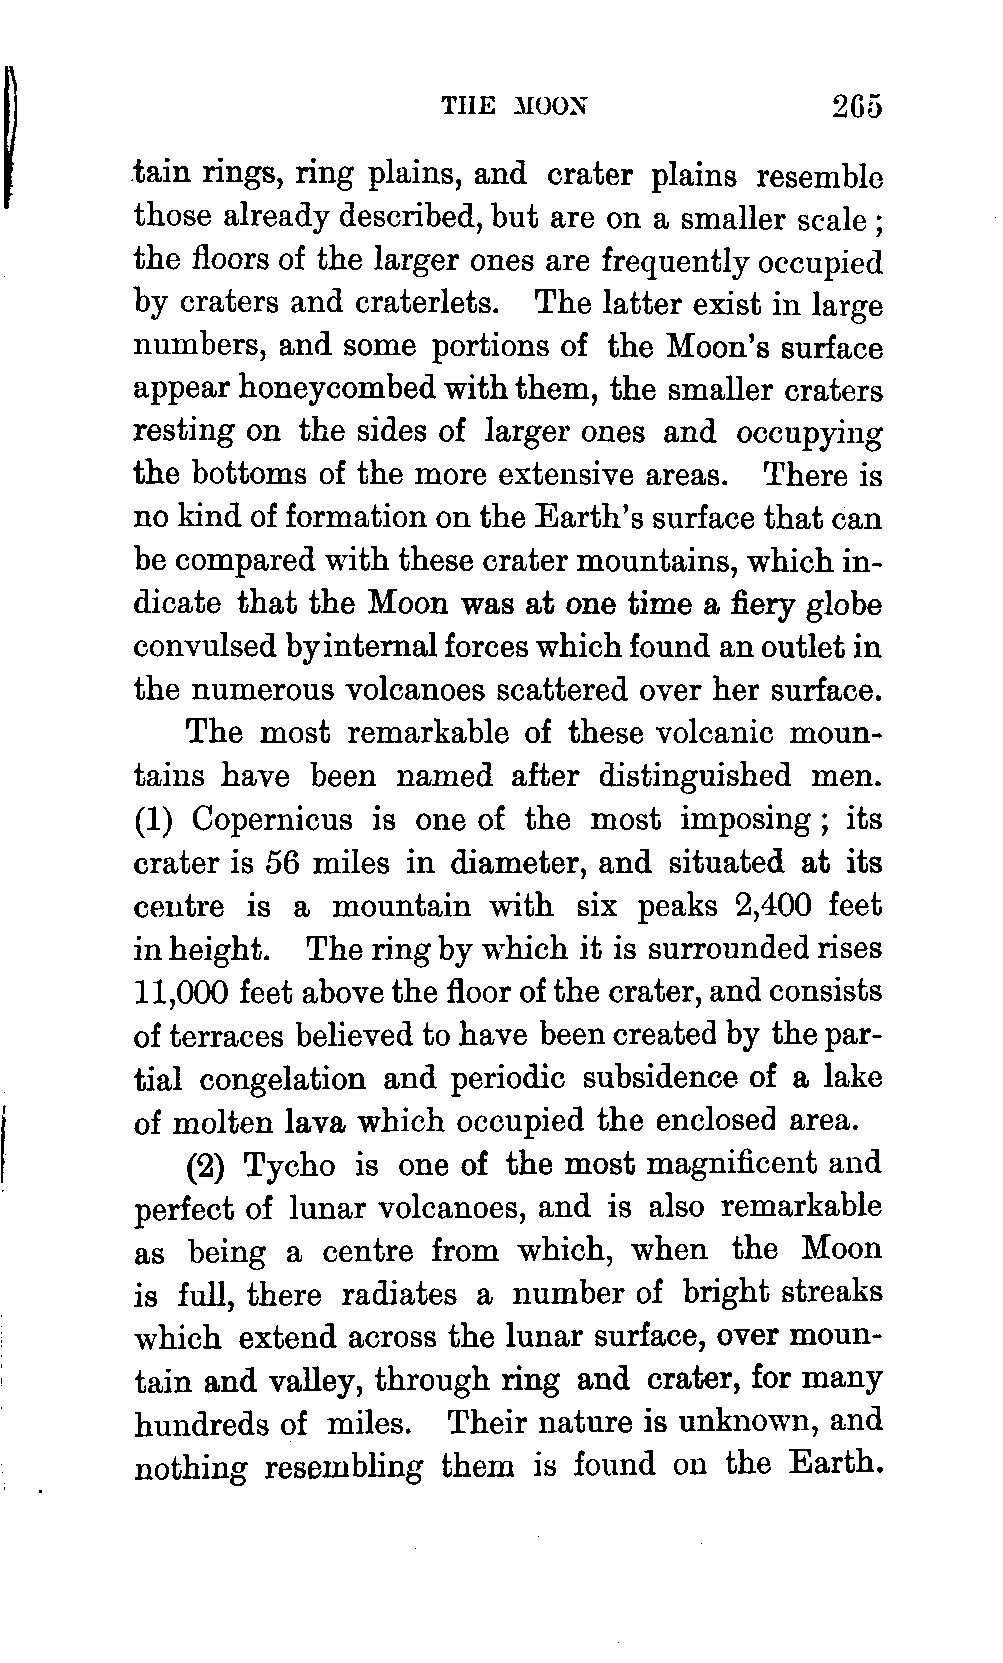 THE MOON 265
tain rings, ring plains, and crater plains resemble
those already described, but are on a smaller scale ;
the floors of the larger ones are frequently occupied
by craters and craterlets. The latter exist in large
numbers, and some portions of the Moon's surface
appear honeycombed with them, the smaller craters
resting on the sides of larger ones and occupying
the bottoms of the more extensive areas. There is
no kind of formation on the Earth's surface that can
be compared with these crater mountains, which in-
dicate that the Moon was at one time a fiery globe
convulsed by internal forces which found an outlet in
the numerous volcanoes scattered over her surface.
The most remarkable of these volcanic moun-
tains have been named after distinguished men.
(1) Copernicus is one of the most imposing ; its
crater is 56 miles in diameter, and situated at its
centre is a mountain with six peaks 2,400 feet
in height. The ring by which it is surrounded rises
11,000 feet above the floor of the crater, and consists
of terraces believed to have been created by the par-
tial congelation and periodic subsidence of a lake
of molten lava which occupied the enclosed area.
(2) Tycho is one of the most magnificent and
perfect of lunar volcanoes, and is also remarkable
as being a centre from which, when the Moon
is full, there radiates a number of bright streaks
which extend across the lunar surface, over moun-
tain and valley, through ring and crater, for many
hundreds of miles. Their nature is unknown, and
nothing resembling them is found on the Earth.